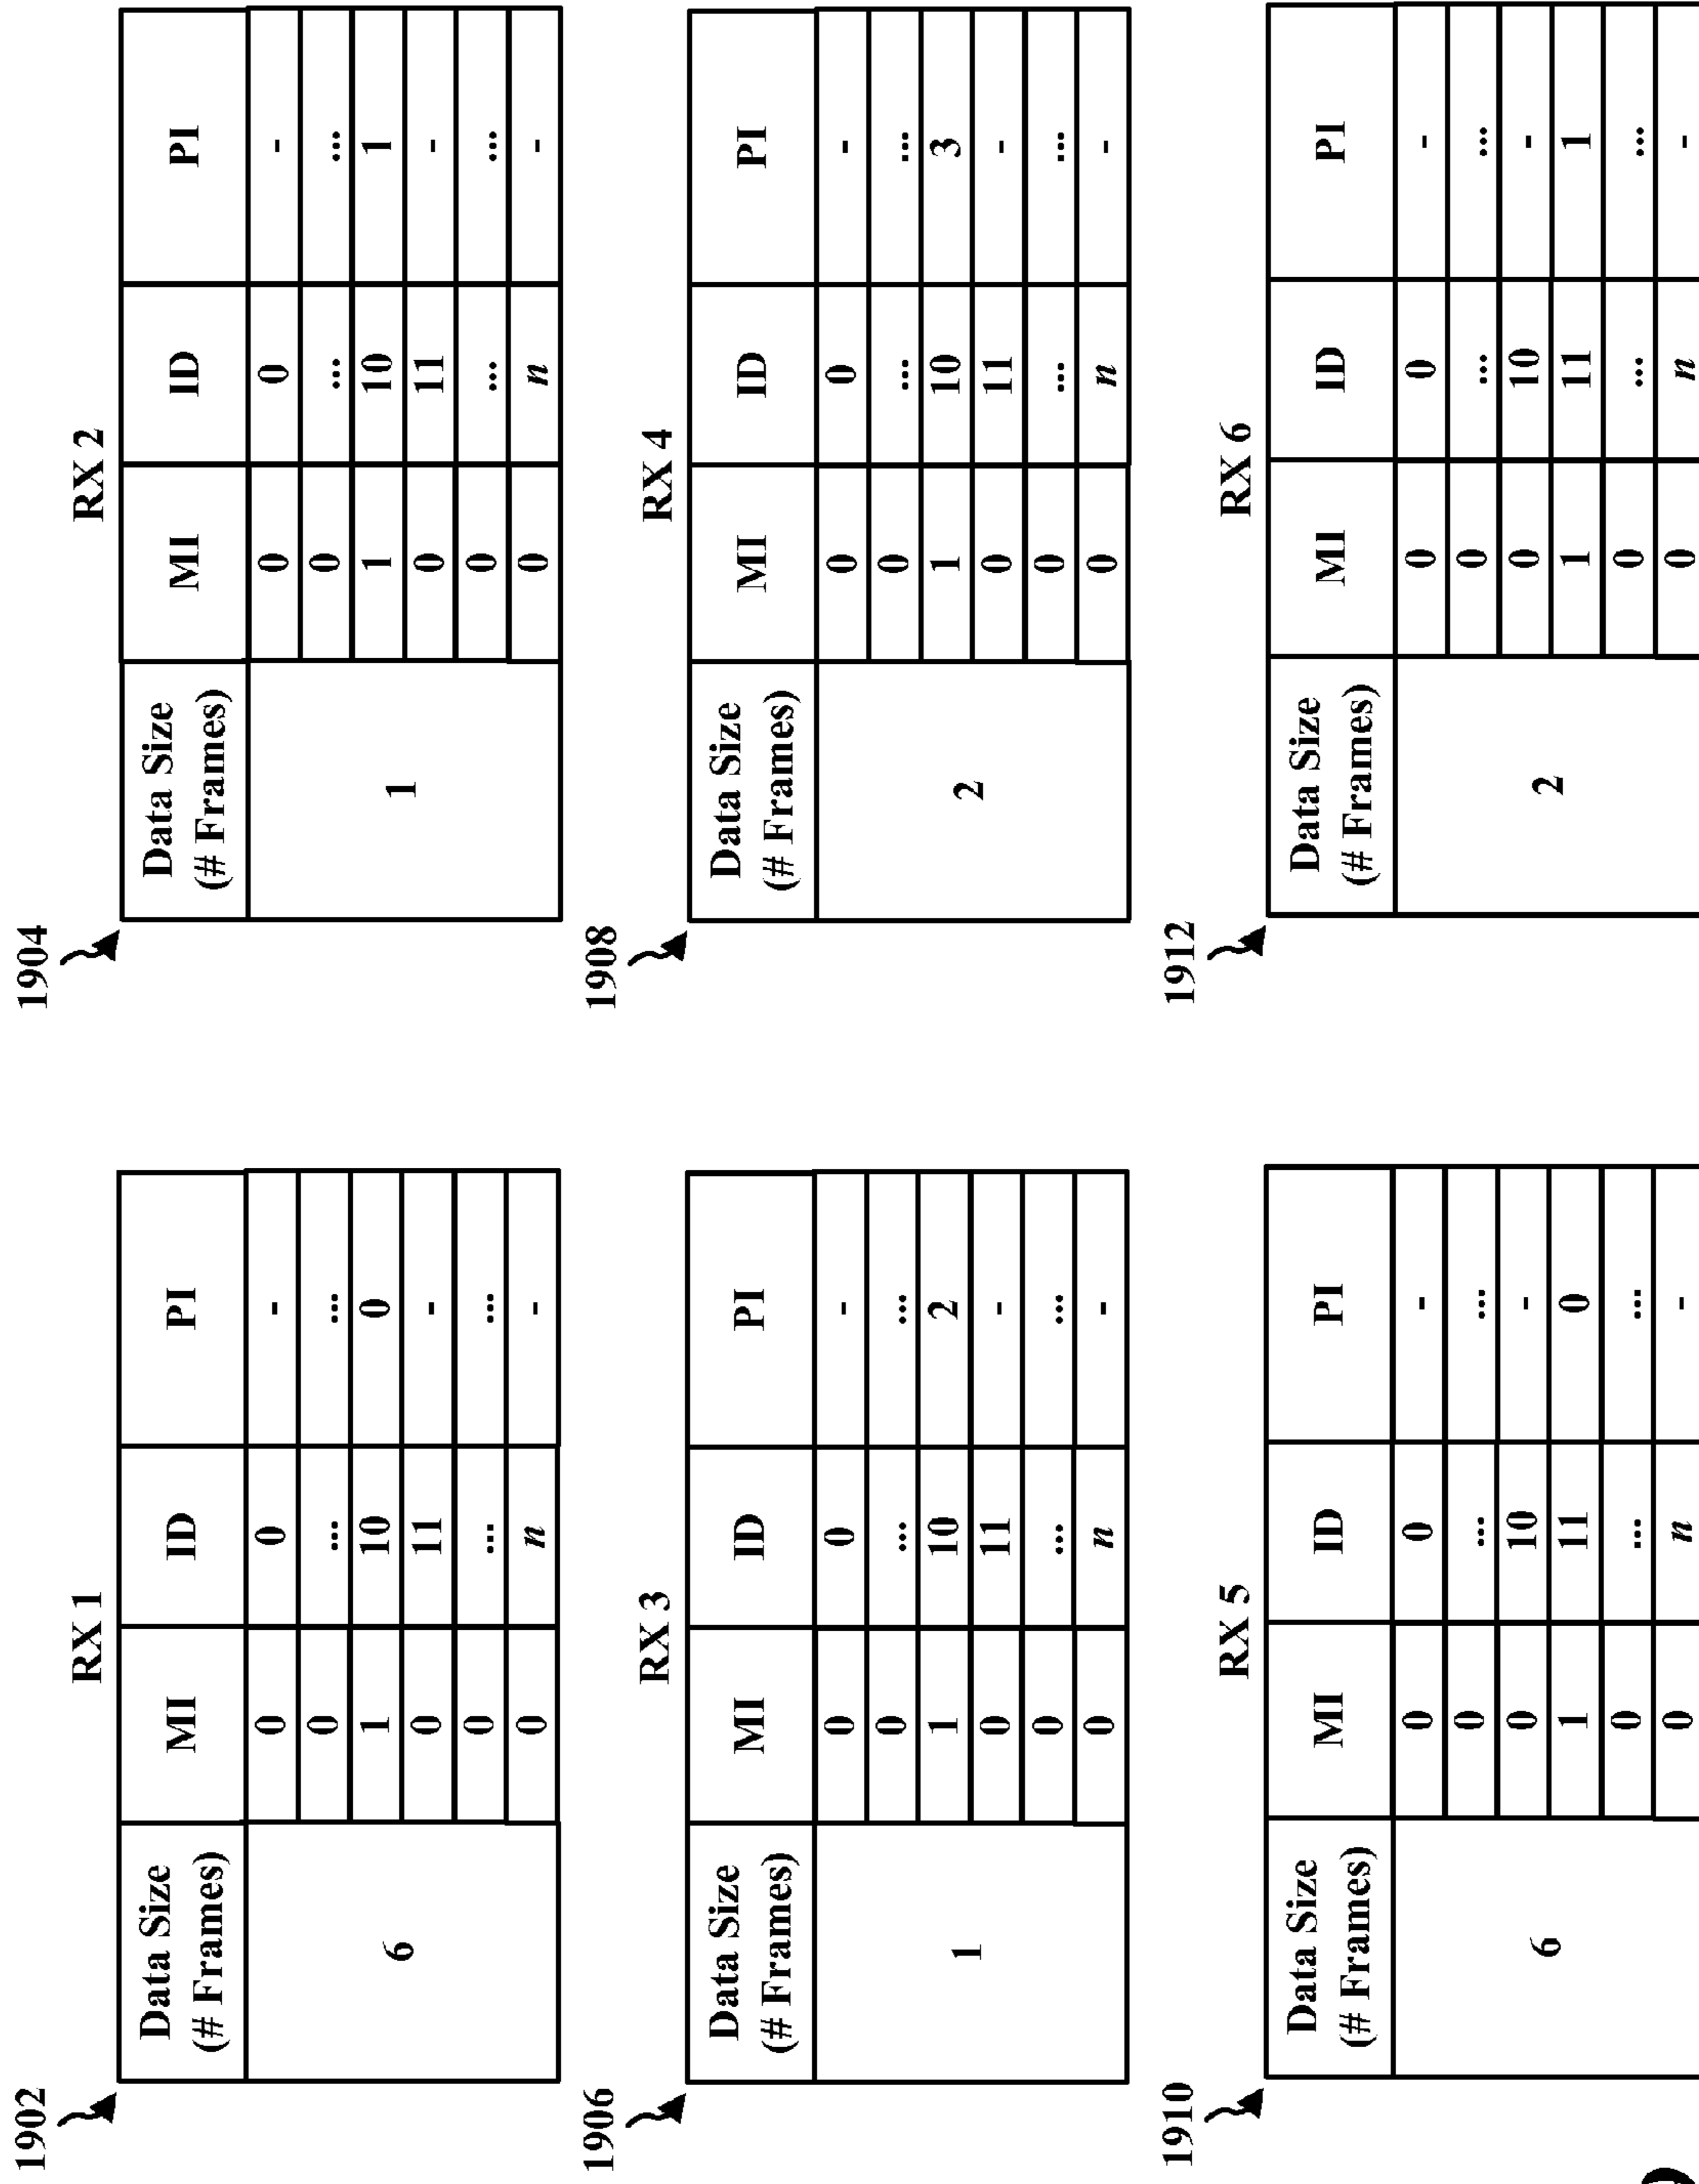 1902
RX 1
Data Size (# Frames) MI ID PI
6
0 0 -
0 ... ...
1 10 0
0 11 -
0 ... ...
0 n -
1904
RX 2
Data Size (# Frames) MI ID PI
1
0 0 -
0 ... ...
1 10 1
0 11 -
0 ... ...
0 n -
1906
RX 3
Data Size (# Frames) MI ID PI
1
0 0 -
0 ... ...
1 10 2
0 11 -
0 ... ...
0 n -
1908
RX 4
Data Size (# Frames) MI ID PI
2
0 0 -
0 ... ...
1 10 3
0 11 -
0 ... ...
0 n -
1910
RX 5
Data Size (# Frames) MI ID PI
6
0 0 -
0 ... ...
0 10 -
1 11 0
0 ... ...
0 n -
1912
RX 6
Data Size (# Frames) MI ID PI
2
0 0 -
0 ... ...
0 10 -
1 11 1
0 ... ...
0 n -